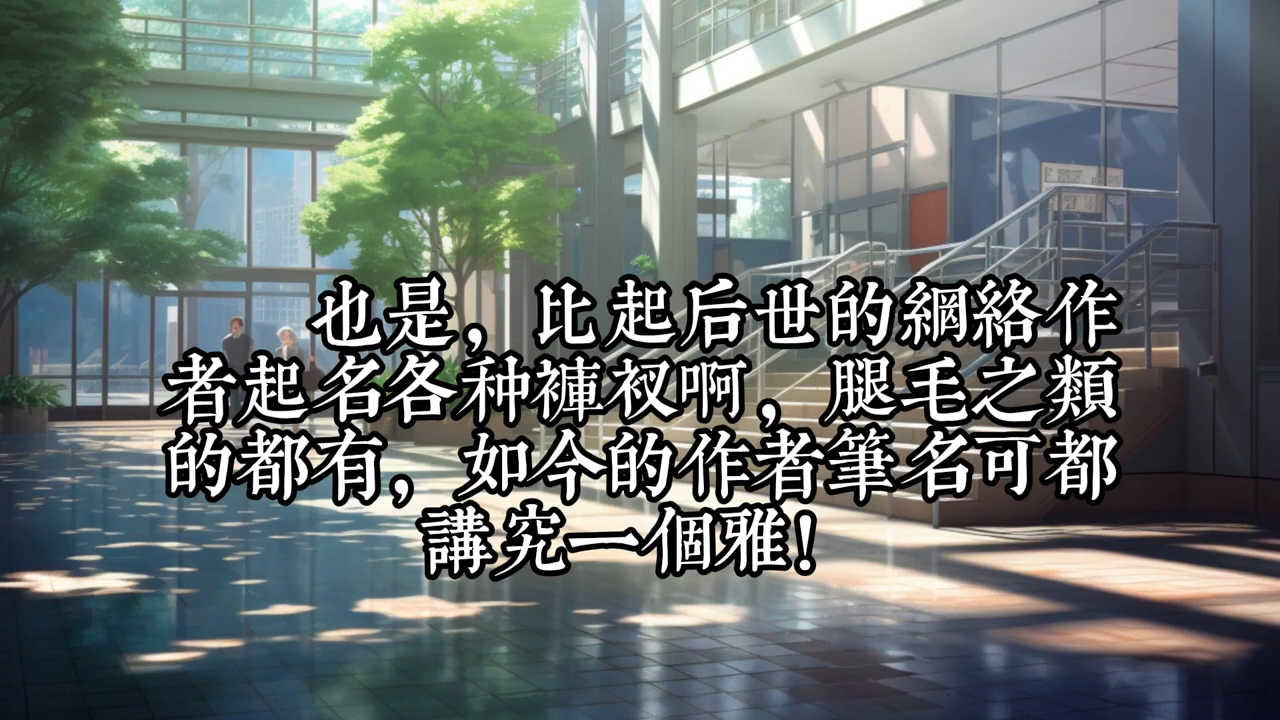 也是，比起后世的網絡作
者起名各种褲衩啊，腿毛之類
的都有，如今的作者筆名可都
講究一個雅！